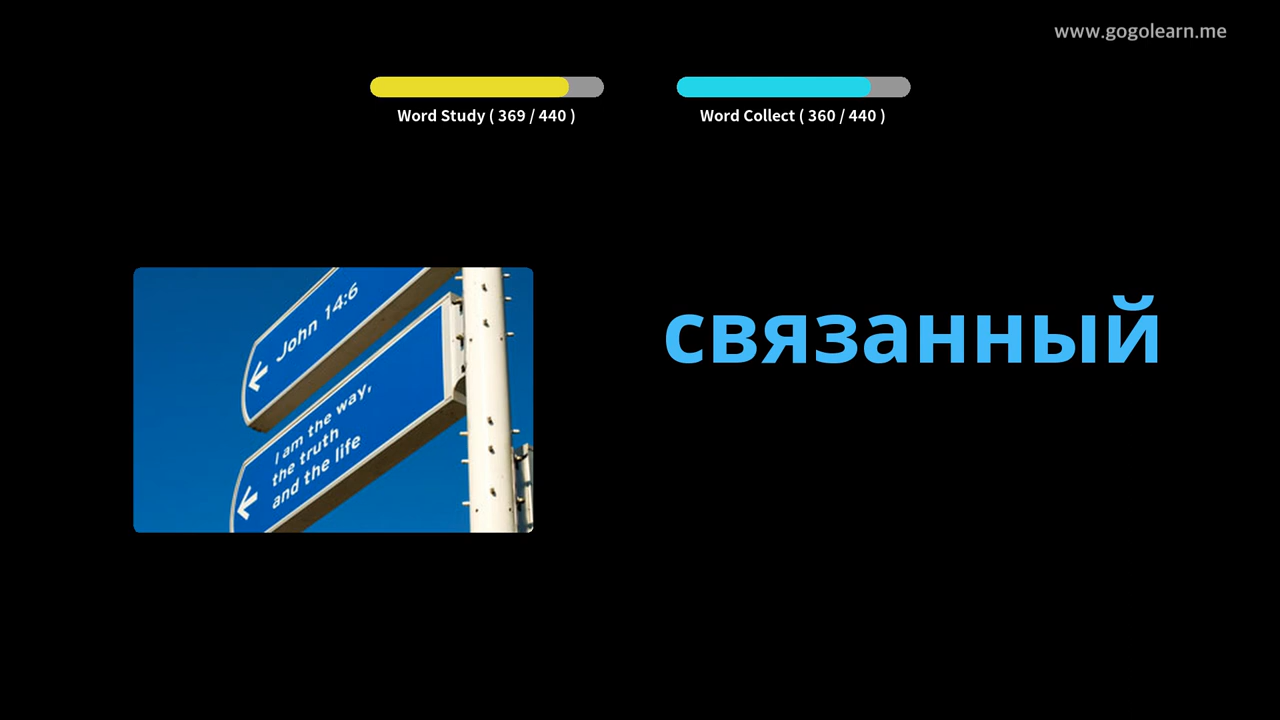 www.gogolearn.me
Word Study ( 369 / 440 )
Word Collect ( 360 / 440 )
John 14:6
I am the way,
the truth
and the life
связанный